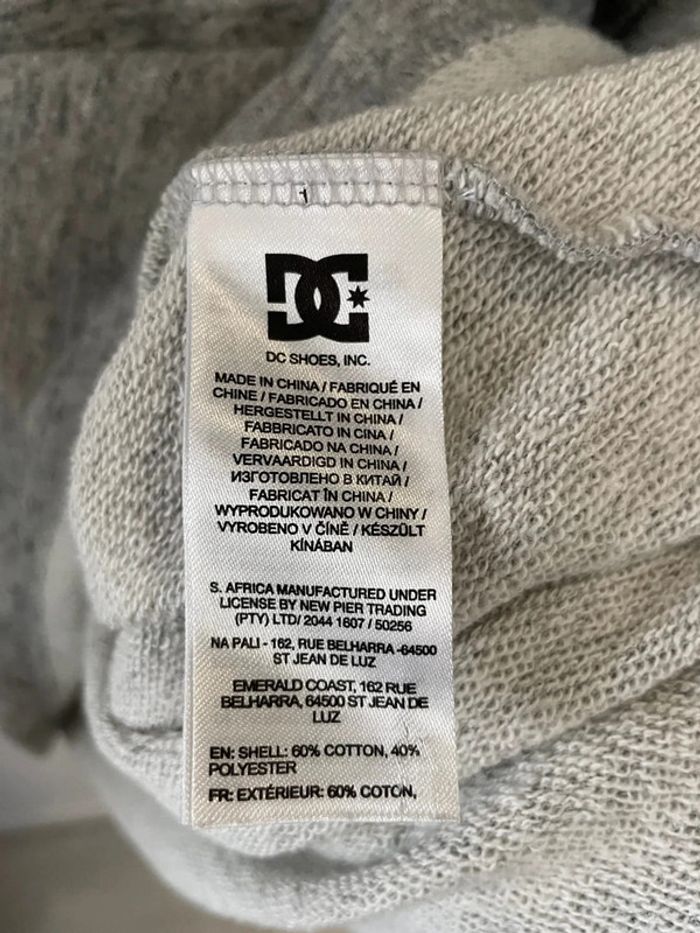 DC
DC SHOES, INC.
MADE IN CHINA / FABRIQUÉ EN
CHINE / FABRICADO EN CHINA /
HERGESTELLT IN CHINA /
FABBRICATO IN CINA /
FABRICADO NA CHINA /
VERVAARDIGD IN CHINA /
ИЗГОТОВЛЕНО В КИТАЙ /
FABRICAT ÎN CHINA /
WYPRODUKOWANO W CHINY /
VYROBENO V ČÍNĚ / KÉSZÜLT
KÍNÁBAN
S. AFRICA MANUFACTURED UNDER
LICENSE BY NEW PIER TRADING
(PTY) LTD/ 2044 1607 / 50256
NA PALI - 162, RUE BELHARRA -64500
ST JEAN DE LUZ
EMERALD COAST, 162 RUE
BELHARRA, 64500 ST JEAN DE
LUZ
EN: SHELL: 60% COTTON, 40%
POLYESTER
FR: EXTÉRIEUR: 60% COTON,